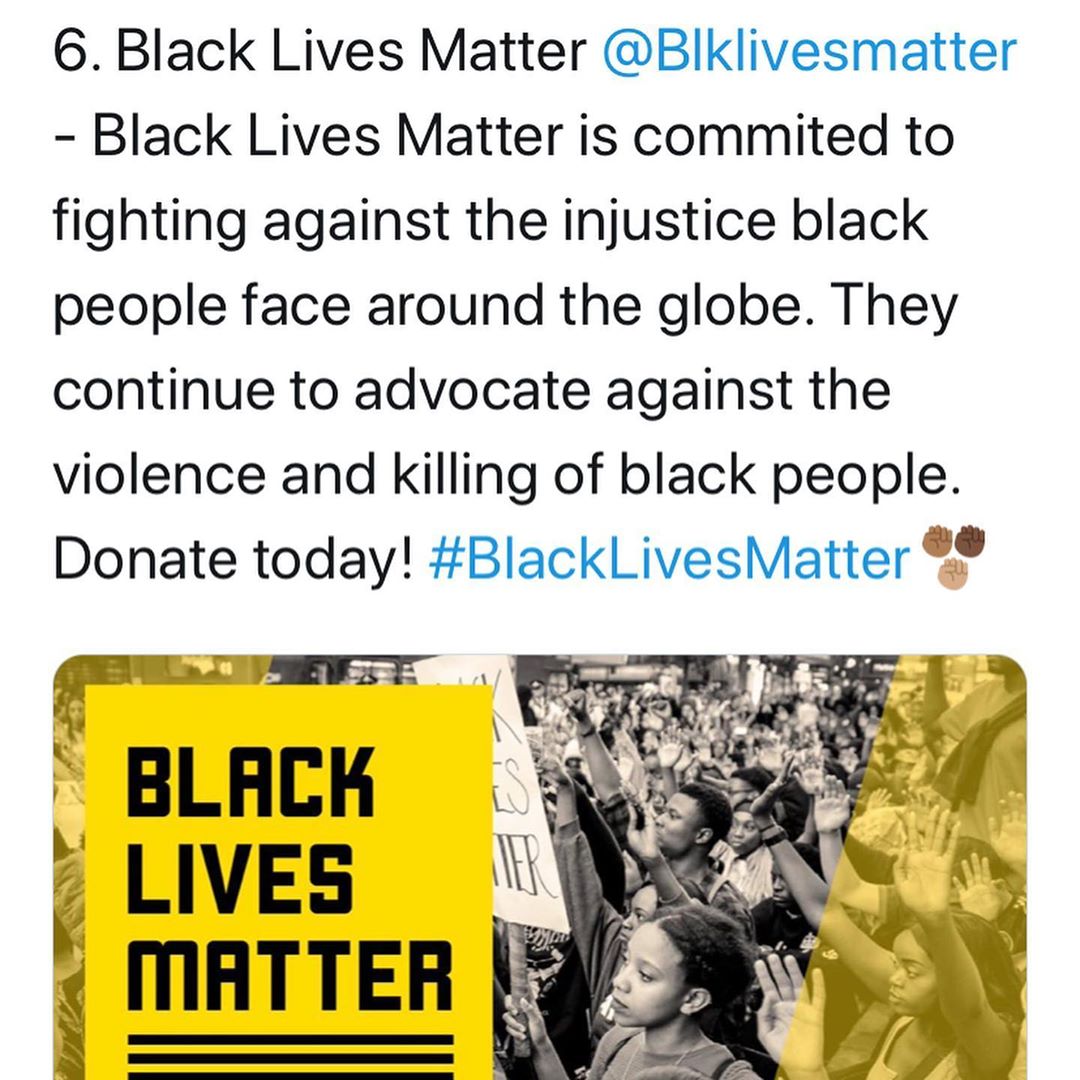 6. Black Lives Matter @Blklivesmatter
- Black Lives Matter is commited to
fighting against the injustice black
people face around the globe. They
continue to advocate against the
violence and killing of black people.
Donate today! #BlackLivesMatter
BLACK
LIVES
MATTER